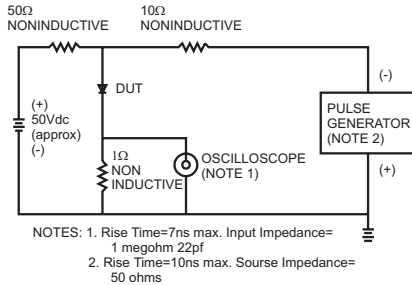 50Ω
NONINDUCTIVE
10Ω
NONINDUCTIVE
(+)
50Vdc
(approx)
(-)
DUT
1Ω
NON
INDUCTIVE
OSCILLOSCOPE
(NOTE 1)
(-)
PULSE
GENERATOR
(NOTE 2)
(+)
NOTES: 1. Rise Time=7ns max. Input Impedance=
1 megohm 22pf
2. Rise Time=10ns max. Sourse Impedance=
50 ohms